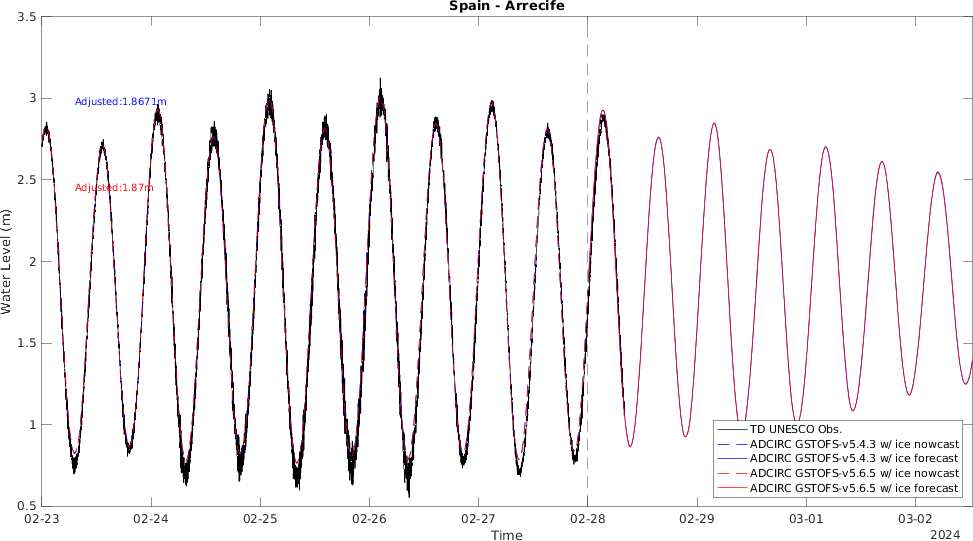 Spain - Arrecife
3.5
3
2.5
2
1.5
1
0.5
Water Level (m)
Adjusted:1.8671m
Adjusted:1.87m
TD UNESCO Obs.
ADCIRC GSTOFS-v5.4.3 w/ ice nowcast
ADCIRC GSTOFS-v5.4.3 w/ ice forecast
ADCIRC GSTOFS-v5.6.5 w/ ice nowcast
ADCIRC GSTOFS-v5.6.5 w/ ice forecast
02-23 02-24 02-25 02-26 02-27 02-28 02-29 03-01 03-02
Time
2024